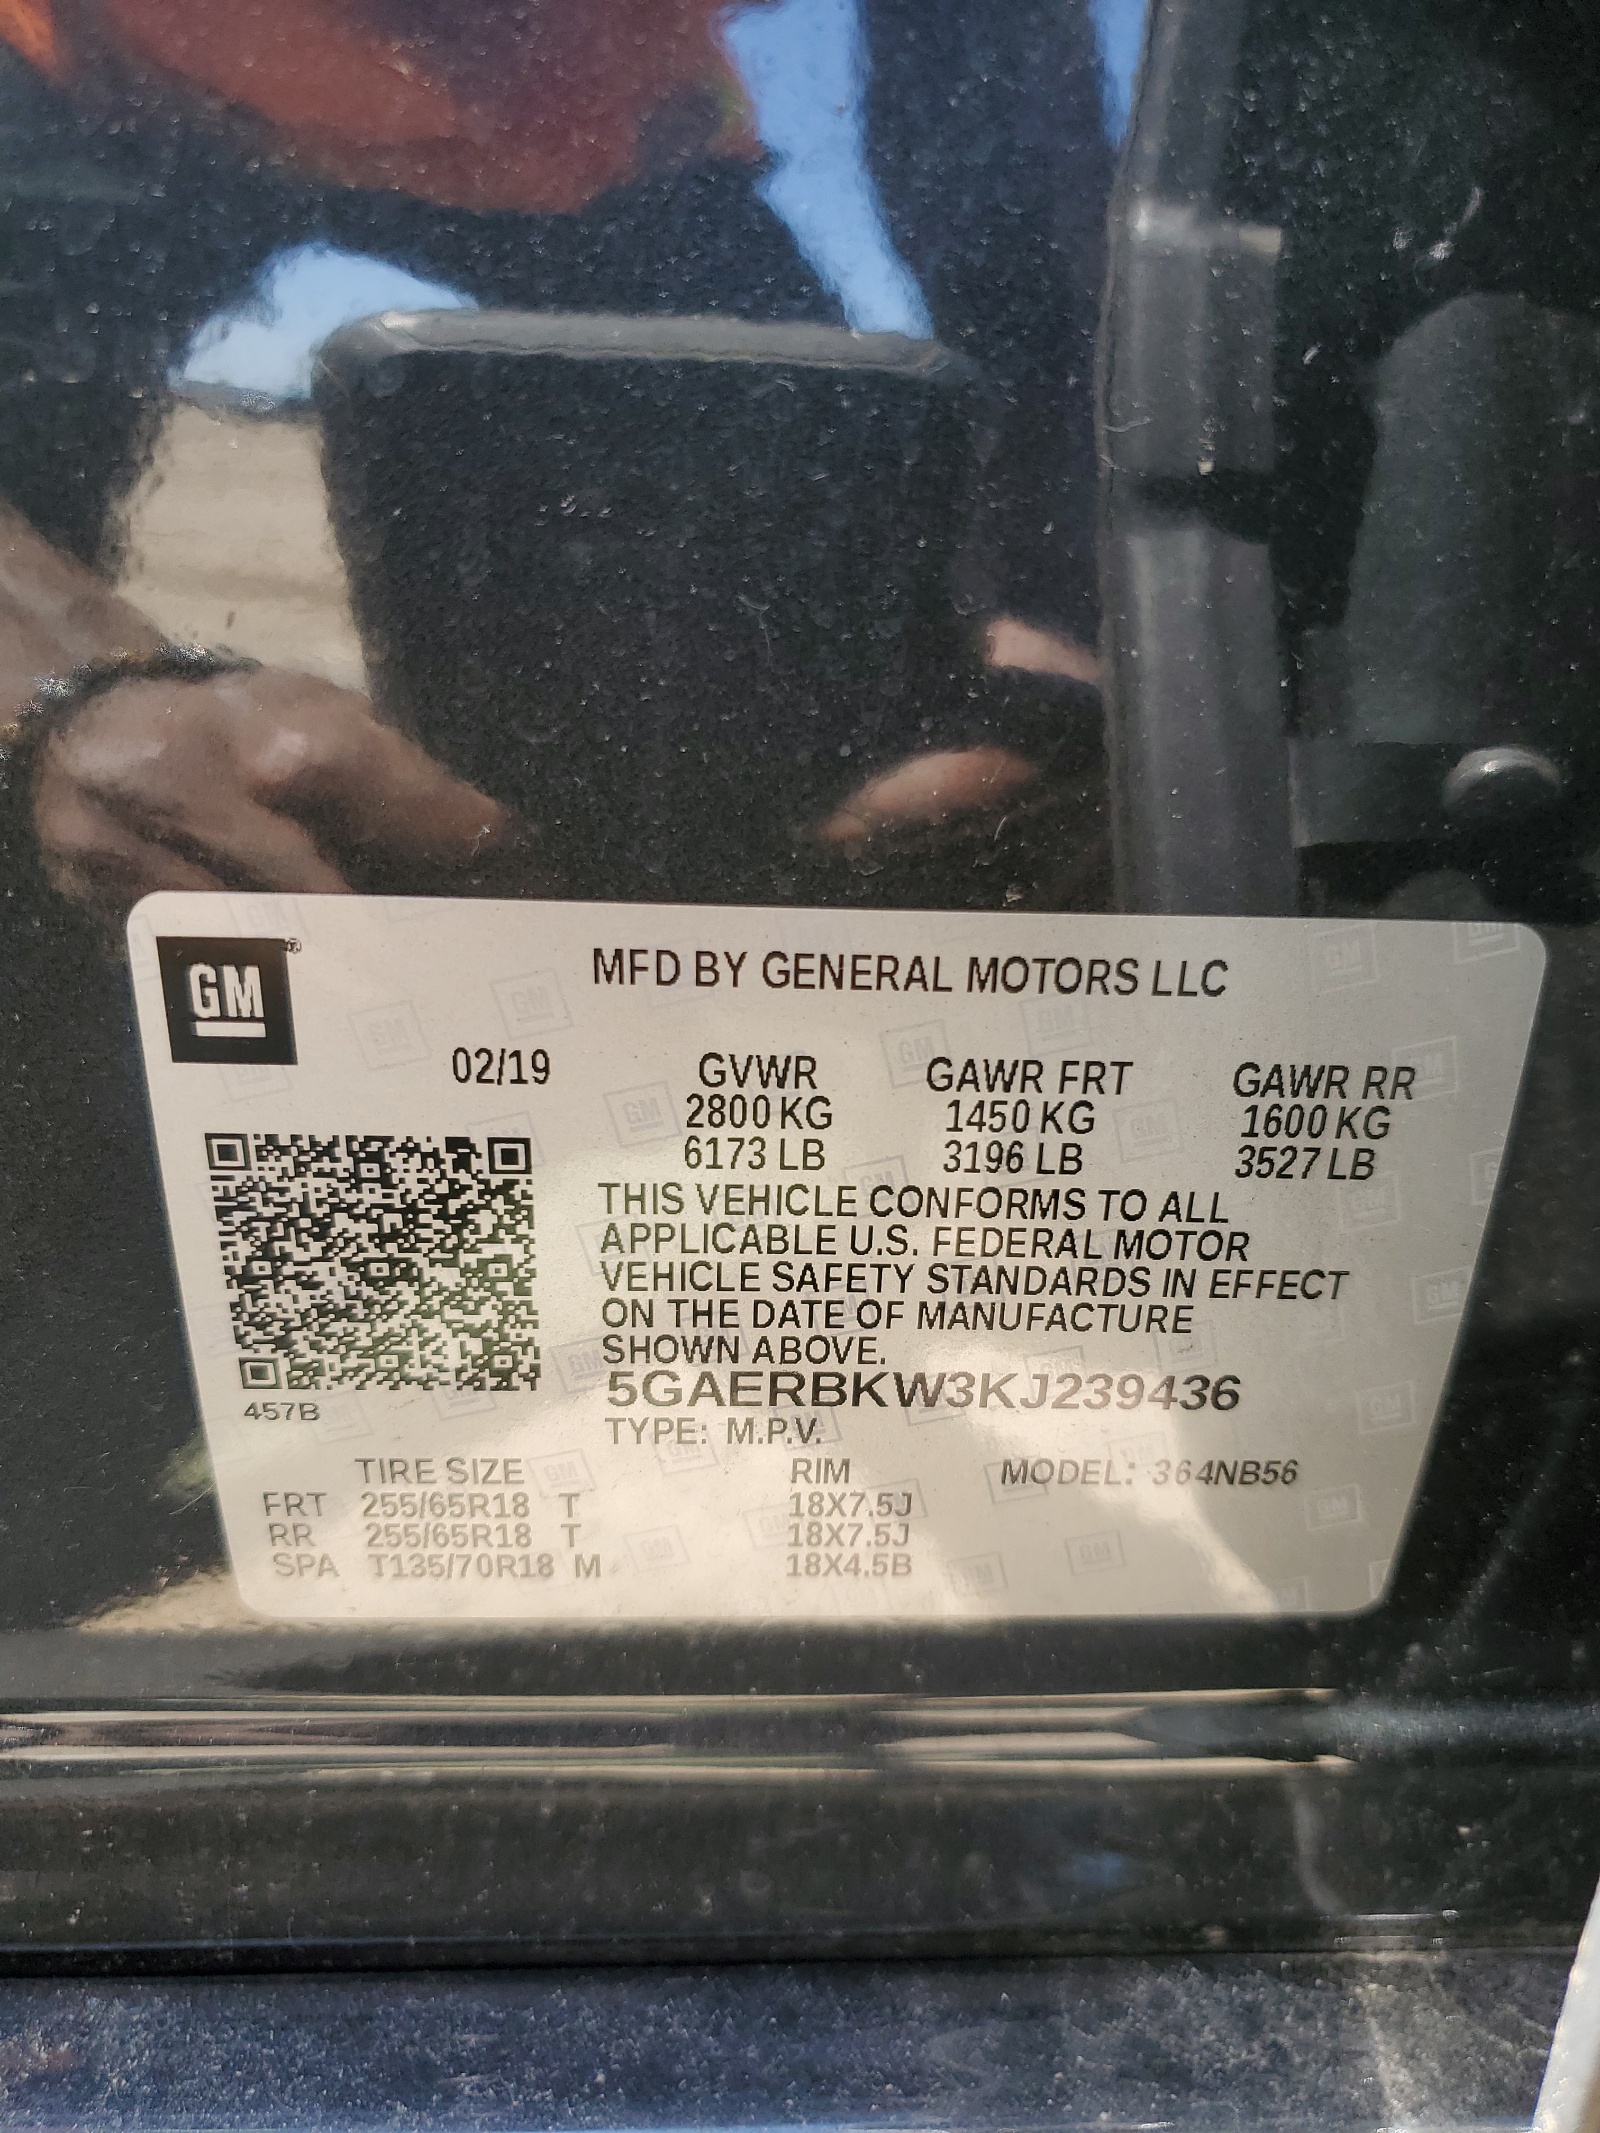 GM®
MFD BY GENERAL MOTORS LLC
02/19 GVWR GAWR FRT GAWR RR
2800 KG 1450 KG 1600 KG
6173 LB 3196 LB 3527 LB
THIS VEHICLE CONFORMS TO ALL
APPLICABLE U.S. FEDERAL MOTOR
VEHICLE SAFETY STANDARDS IN EFFECT
ON THE DATE OF MANUFACTURE
SHOWN ABOVE.
5GAERBKW3KJ239436
457B
TYPE: M.P.V.
TIRE SIZE RIM MODEL: 364NB56
FRT 255/65R18 T 18X7.5J
RR 255/65R18 T 18X7.5J
SPA T135/70R18 M 18X4.5B